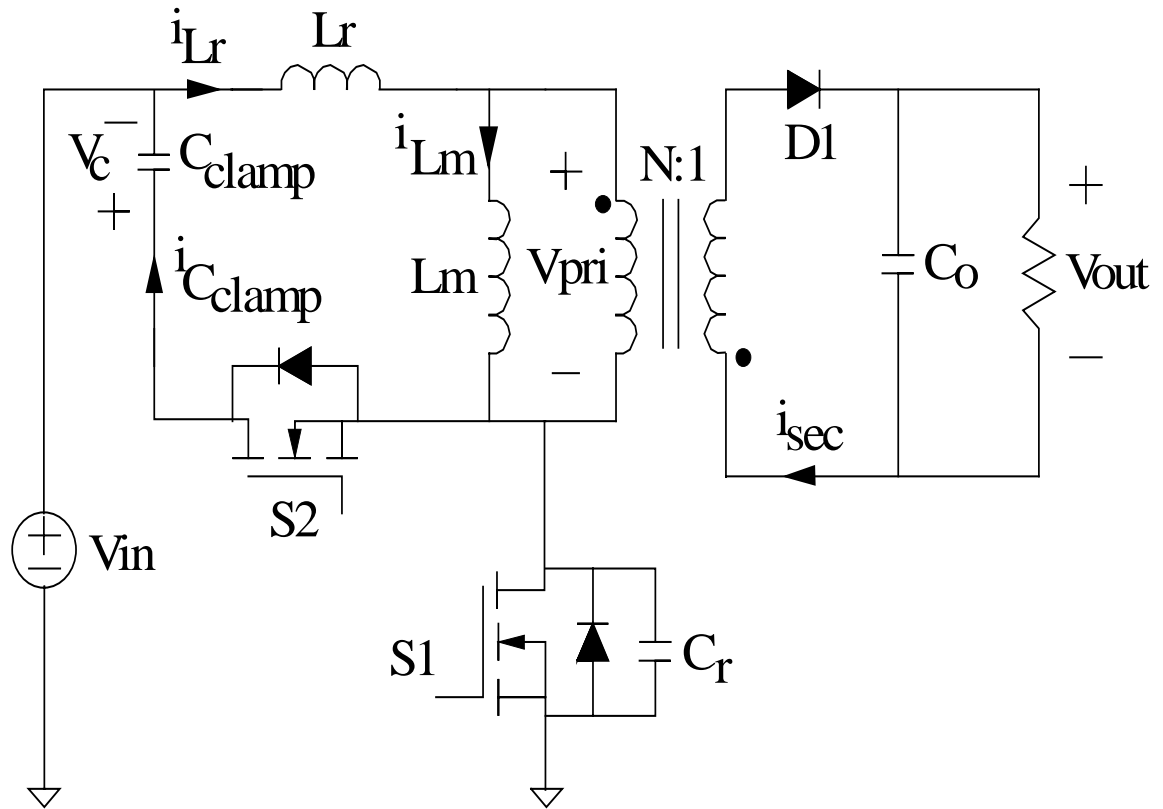 iLr
Lr
Vc
−
+
Cclamp
iLm
+
N:1
D1
+
iCclamp
Lm
Vpri
Co
Vout
−
−
isec
S2
+
−
Vin
S1
Cr